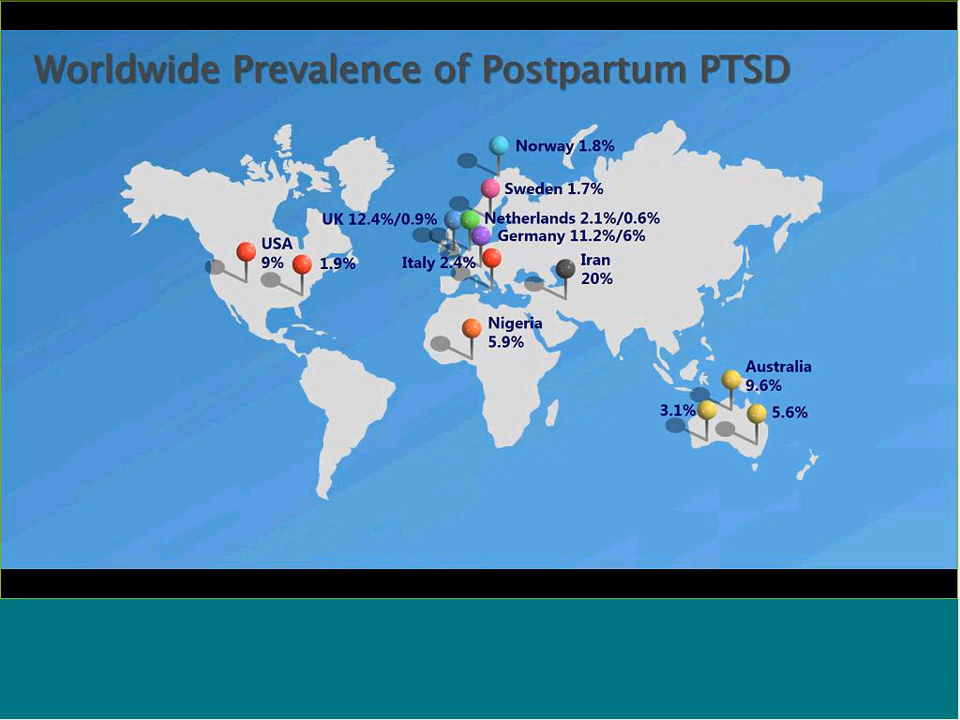 Worldwide Prevalence of Postpartum PTSD
Norway 1.8%
Sweden 1.7%
UK 12.4%/0.9%
Netherlands 2.1%/0.6%
Germany 11.2%/6%
USA
9%
1.9%
Italy 2.4%
Iran
20%
Nigeria
5.9%
Australia
9.6%
3.1%
5.6%